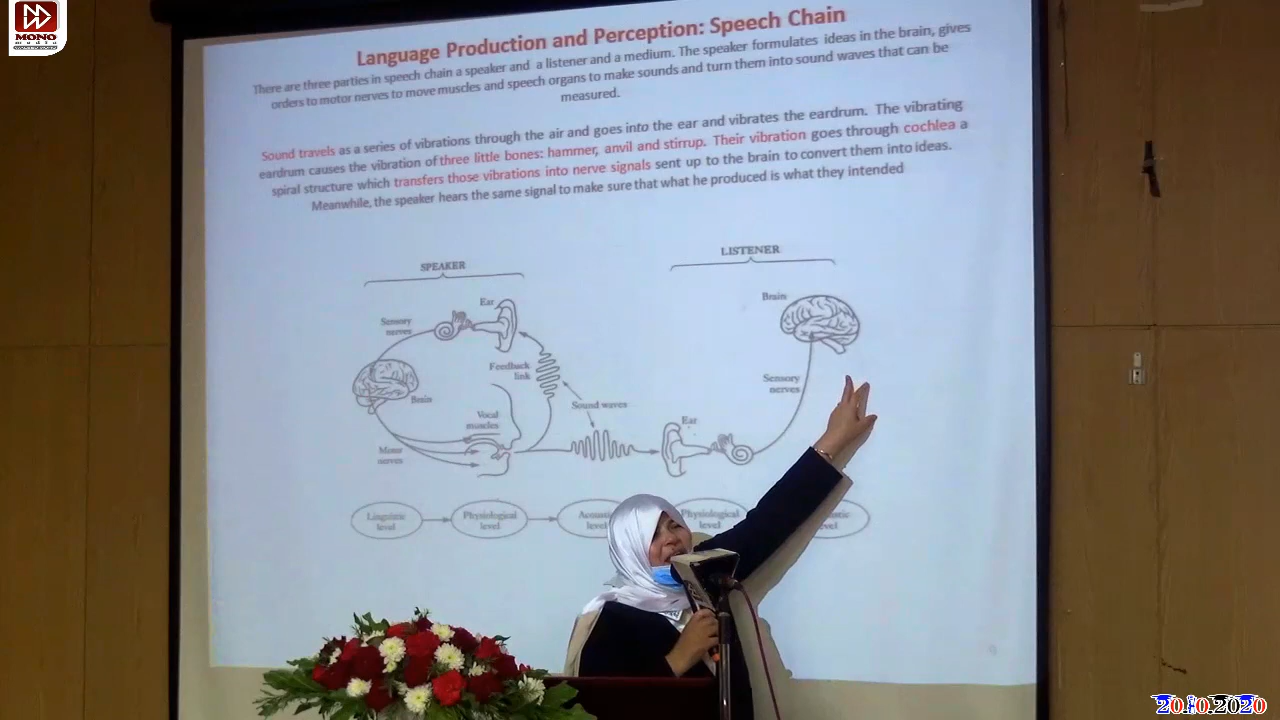 MONO
media
Language Production and Perception: Speech Chain
There are three parties in speech chain a speaker and a listener and a medium. The speaker formulates ideas in the brain, gives
orders to motor nerves to move muscles and speech organs to make sounds and turn them into sound waves that can be
measured.
Sound travels as a series of vibrations through the air and goes into the ear and vibrates the eardrum. The vibrating
eardrum causes the vibration of three little bones: hammer, anvil and stirrup. Their vibration goes through cochlea a
spiral structure which transfers those vibrations into nerve signals sent up to the brain to convert them into ideas.
Meanwhile, the speaker hears the same signal to make sure that what he produced is what they intended
SPEAKER
LISTENER
Ear
Sensory
nerves
Brain
Feedback
link
Brain
Sensory
nerves
Sound waves
Vocal
muscles
Ear
Motor
nerves
Linguistic
level
Physiological
level
level
Physiological
level
20.10.2020